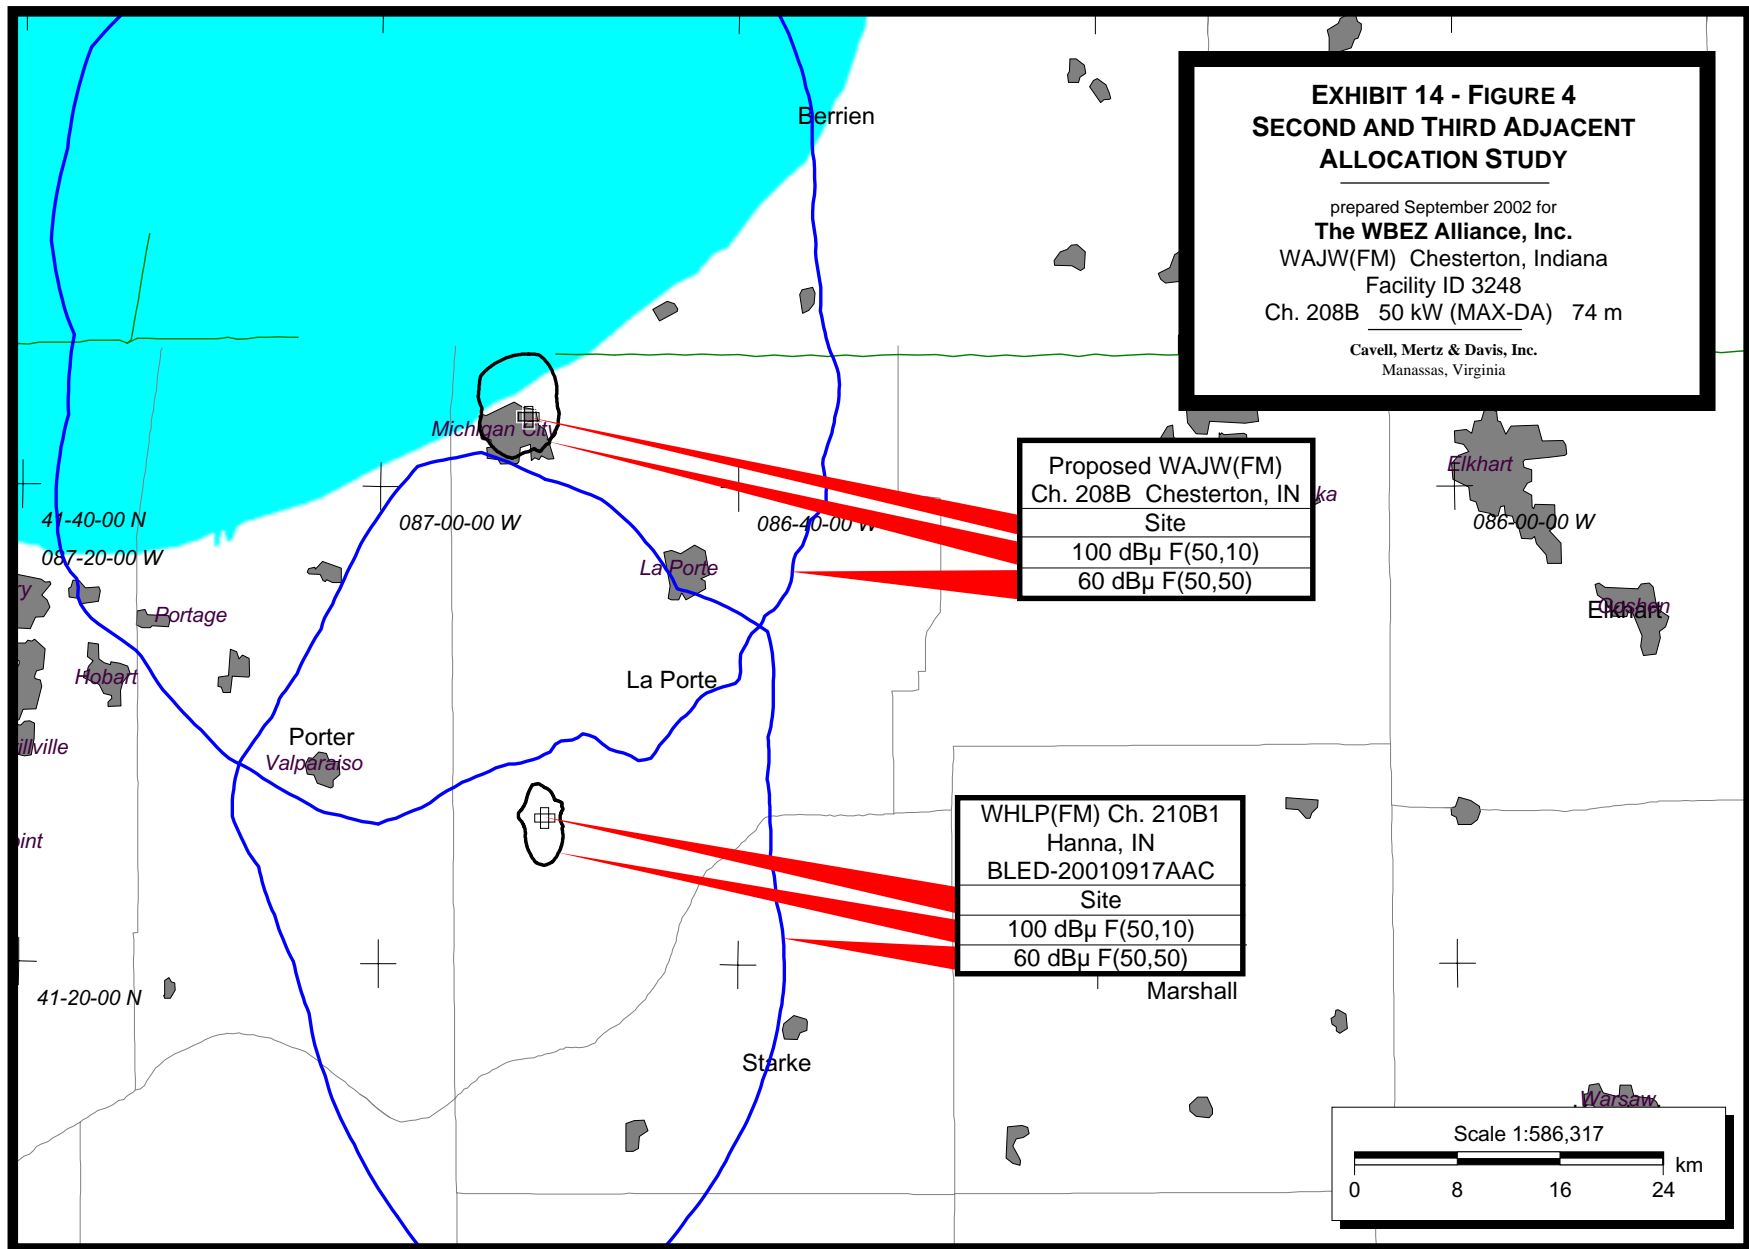 EXHIBIT 14 - FIGURE 4
SECOND AND THIRD ADJACENT
ALLOCATION STUDY
prepared September 2002 for
The WBEZ Alliance, Inc.
WAJW(FM) Chesterton, Indiana
Facility ID 3248
Ch. 208B 50 kW (MAX-DA) 74 m
Cavell, Mertz & Davis, Inc.
Manassas, Virginia
Berrien
Michigan City
Proposed WAJW(FM)
Ch. 208B Chesterton, IN
Site
100 dBµ F(50,10)
60 dBµ F(50,50)
ka
Elkhart
41-40-00 N
087-20-00 W
087-00-00 W
086-40-00 W
086-00-00 W
La Porte
ry
Portage
Goshen
Elkhart
Hobart
La Porte
Porter
Valparaiso
illville
oint
WHLP(FM) Ch. 210B1
Hanna, IN
BLED-20010917AAC
Site
100 dBµ F(50,10)
60 dBµ F(50,50)
41-20-00 N
Marshall
Starke
Warsaw
Scale 1:586,317
km
0 8 16 24